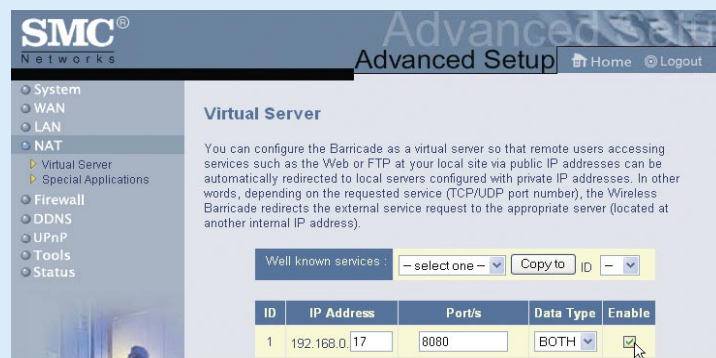 SMC®
Networks
Advanced Setup
Advanced Setup
Home
Logout
System
WAN
LAN
NAT
Virtual Server
Special Applications
Firewall
DDNS
UPnP
Tools
Status
Virtual Server
You can configure the Barricade as a virtual server so that remote users accessing
services such as the Web or FTP at your local site via public IP addresses can be
automatically redirected to local servers configured with private IP addresses. In other
words, depending on the requested service (TCP/UDP port number), the Wireless
Barricade redirects the external service request to the appropriate server (located at
another internal IP address).
Well known services : – select one – Copy to ID –
ID IP Address Port/s Data Type Enable
1 192.168.0.17 8080 BOTH